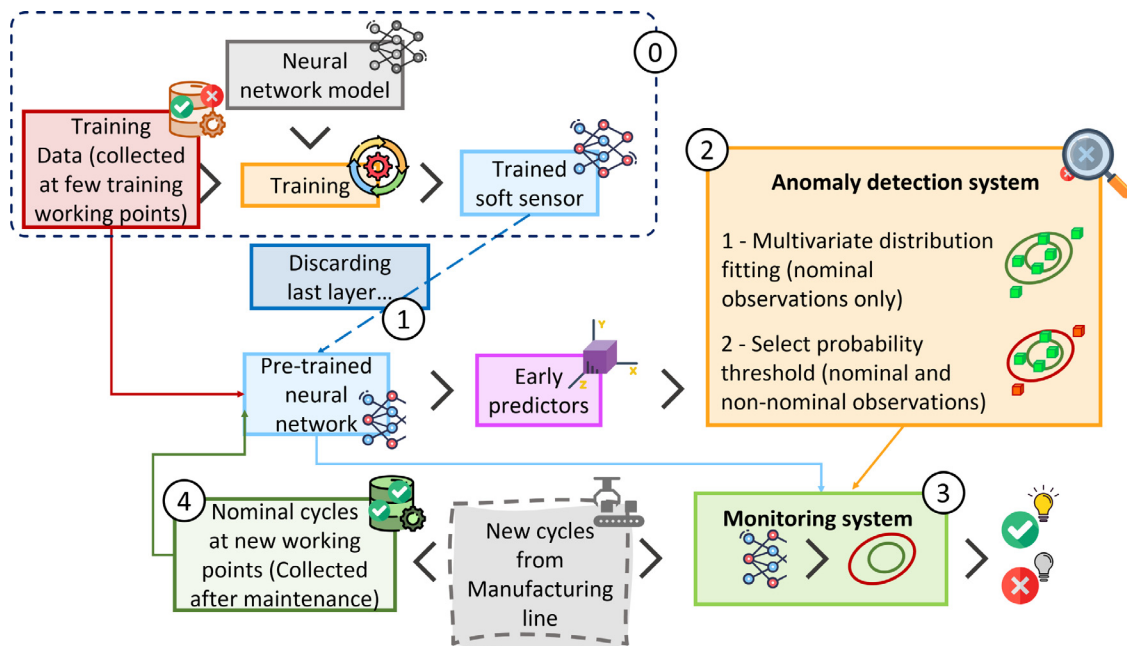 0
Neural
network model
Training
Data (collected
at few training
working points)
Training
Trained
soft sensor
Discarding
last layer...
1
2
Anomaly detection system
1 - Multivariate distribution
fitting (nominal
observations only)
2 - Select probability
threshold (nominal and
non-nominal observations)
Pre-trained
neural
network
Early
predictors
Y
X
Z
4
Nominal cycles
at new working
points (Collected
after maintenance)
New cycles
from
Manufacturing
line
3
Monitoring system